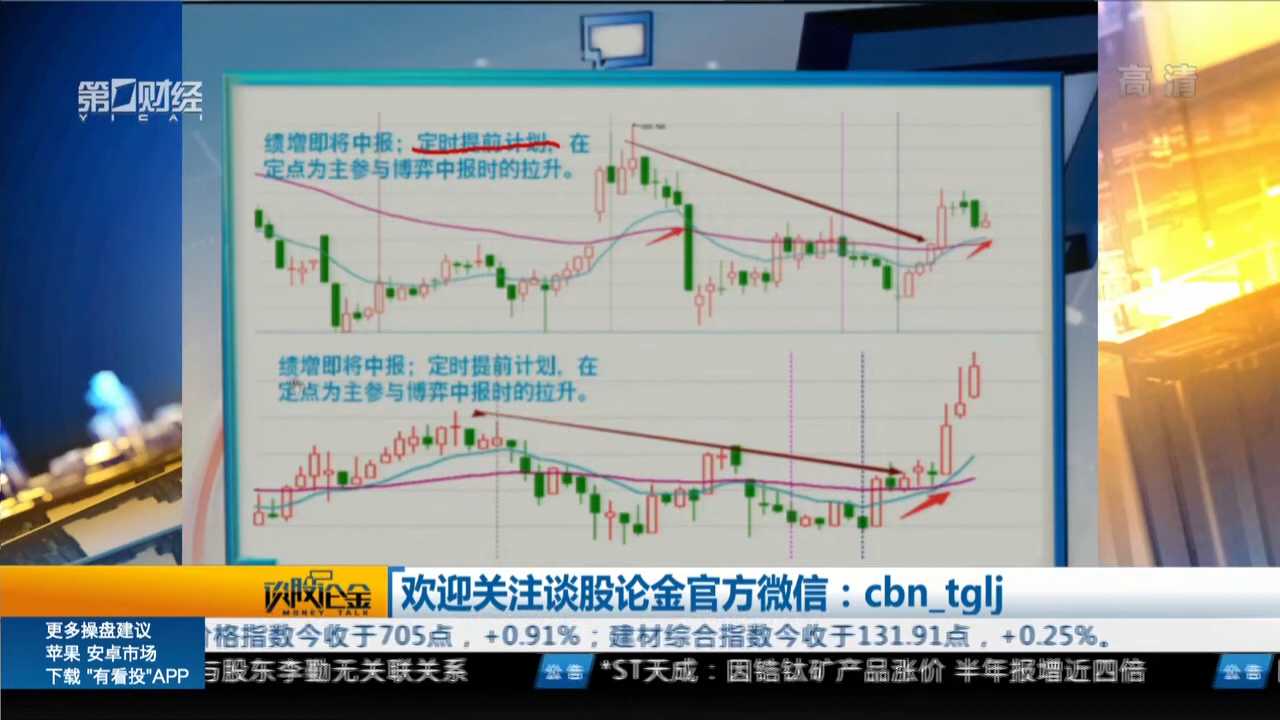 第一财经
YICAI
高清
绩增即将中报；定时提前计划，在
定点为主参与博弈中报时的拉升。
绩增即将中报；定时提前计划，在
定点为主参与博弈中报时的拉升。
谈股论金
MONEY TALK
欢迎关注谈股论金官方微信：cbn_tglj
更多操盘建议
苹果 安卓市场
下载 "有看投"APP
价格指数今收于705点，+0.91%；建材综合指数今收于131.91点，+0.25%。
与股东李勤无关联关系 公告 *ST天成：因锆钛矿产品涨价 半年报增近四倍 公告